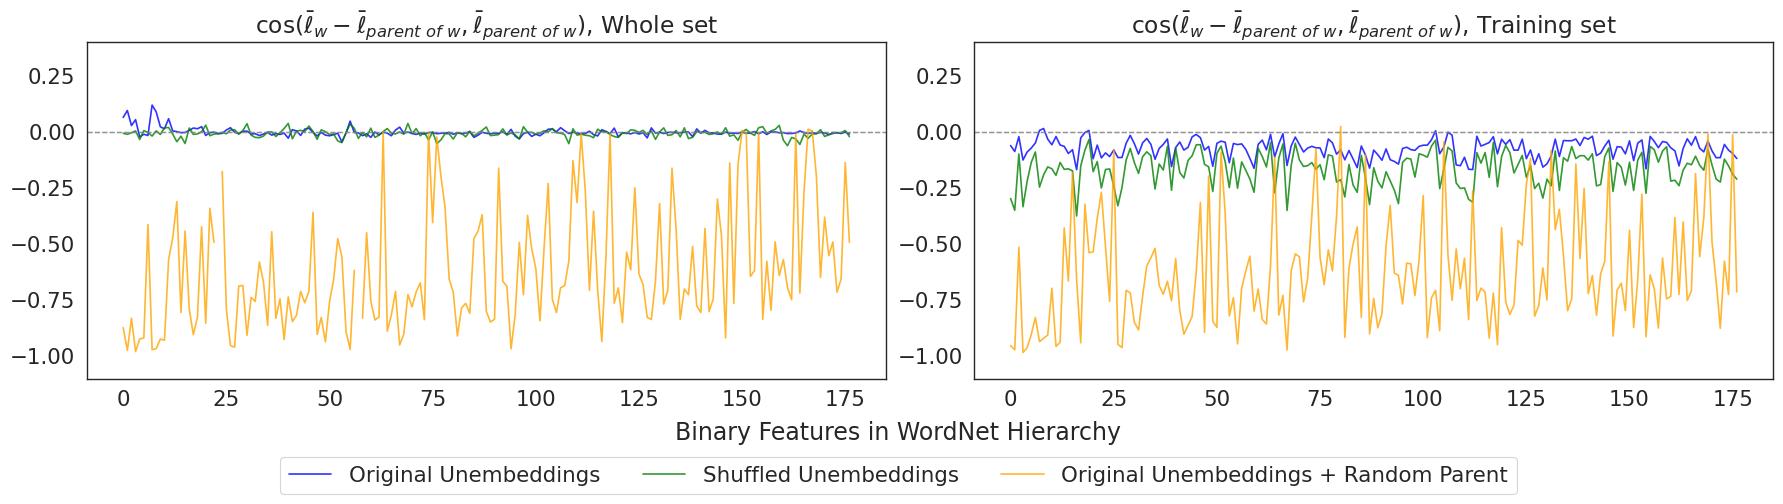 cos(ℓ̄_w − ℓ̄_parent of w, ℓ̄_parent of w), Whole set
0.25
0.00
−0.25
−0.50
−0.75
−1.00
0 25 50 75 100 125 150 175
cos(ℓ̄_w − ℓ̄_parent of w, ℓ̄_parent of w), Training set
0.25
0.00
−0.25
−0.50
−0.75
−1.00
0 25 50 75 100 125 150 175
Binary Features in WordNet Hierarchy
Original Unembeddings Shuffled Unembeddings Original Unembeddings + Random Parent